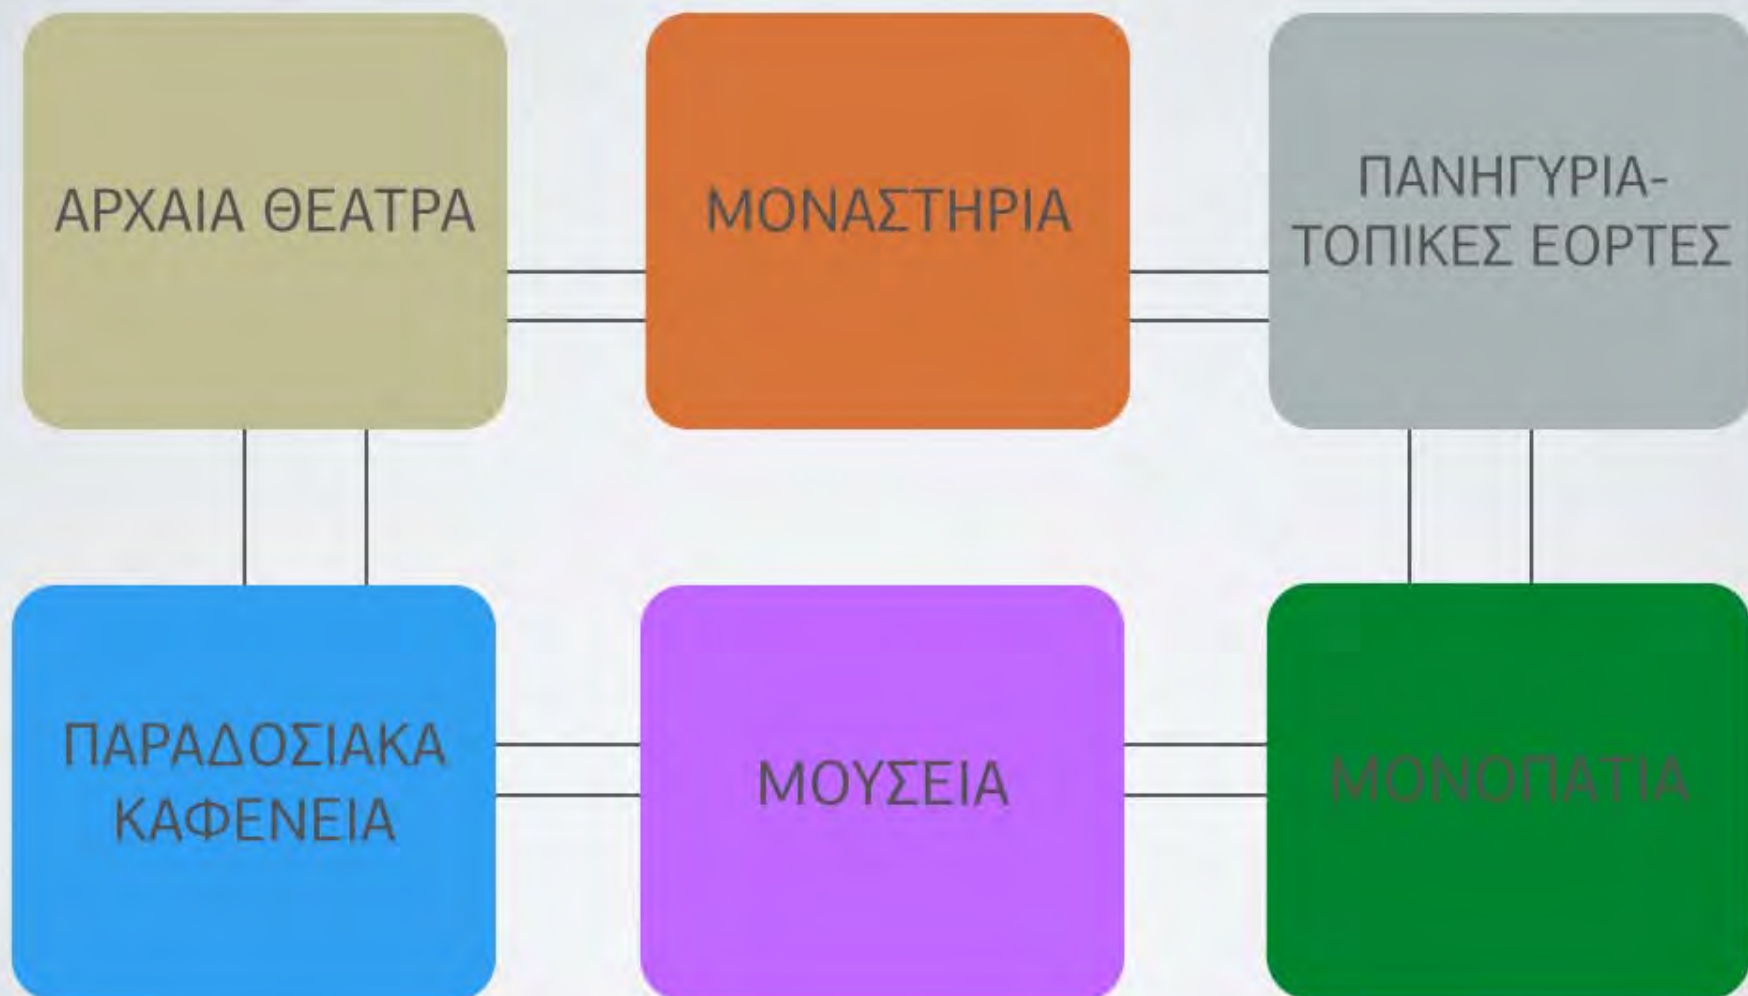 ΑΡΧΑΙΑ ΘΕΑΤΡΑ
ΜΟΝΑΣΤΗΡΙΑ
ΠΑΝΗΓΥΡΙΑ-
ΤΟΠΙΚΕΣ ΕΟΡΤΕΣ
ΠΑΡΑΔΟΣΙΑΚΑ
ΚΑΦΕΝΕΙΑ
ΜΟΥΣΕΙΑ
ΜΟΝΟΠΑΤΙΑ